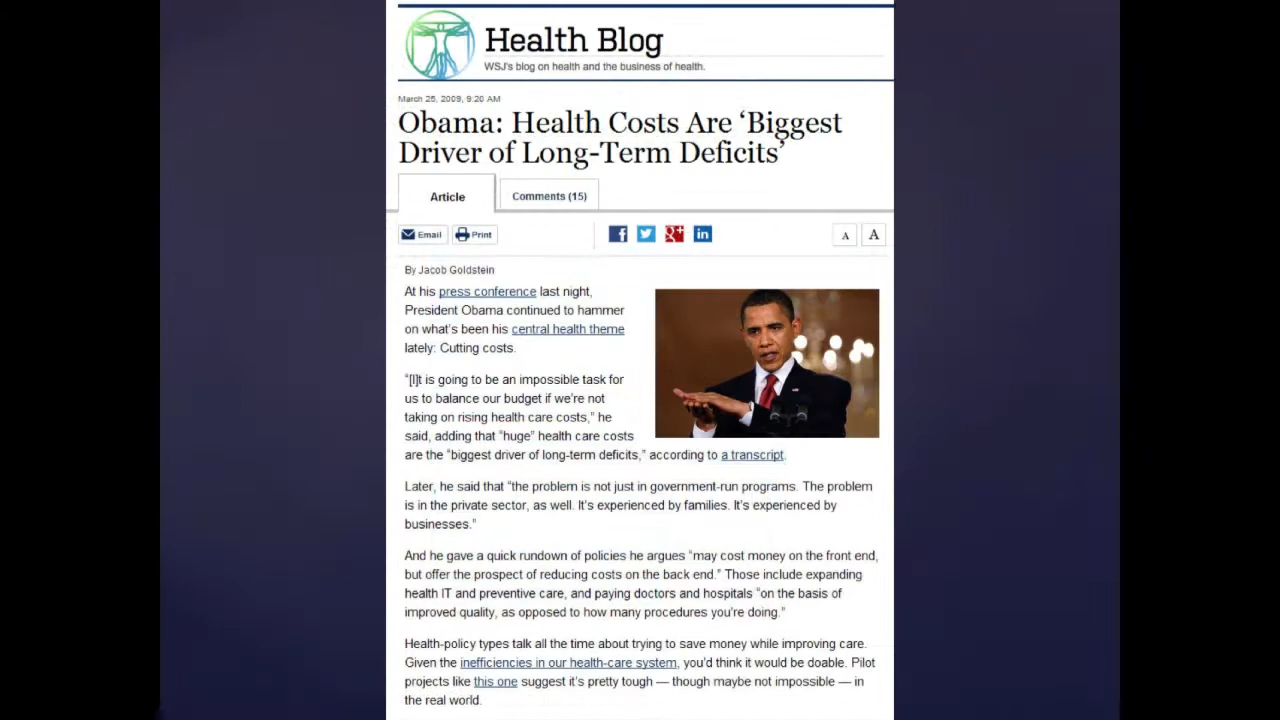 Health Blog
WSJ's blog on health and the business of health.
March 25, 2009, 9:20 AM
Obama: Health Costs Are ‘Biggest
Driver of Long-Term Deficits’
Article
Comments (15)
Email
Print
A
A
By Jacob Goldstein
At his press conference last night,
President Obama continued to hammer
on what’s been his central health theme
lately: Cutting costs.
“[I]t is going to be an impossible task for
us to balance our budget if we’re not
taking on rising health care costs,” he
said, adding that “huge” health care costs
are the “biggest driver of long-term deficits,” according to a transcript.
Later, he said that “the problem is not just in government-run programs. The problem
is in the private sector, as well. It’s experienced by families. It’s experienced by
businesses.”
And he gave a quick rundown of policies he argues “may cost money on the front end,
but offer the prospect of reducing costs on the back end.” Those include expanding
health IT and preventive care, and paying doctors and hospitals “on the basis of
improved quality, as opposed to how many procedures you’re doing.”
Health-policy types talk all the time about trying to save money while improving care.
Given the inefficiencies in our health-care system, you’d think it would be doable. Pilot
projects like this one suggest it’s pretty tough — though maybe not impossible — in
the real world.